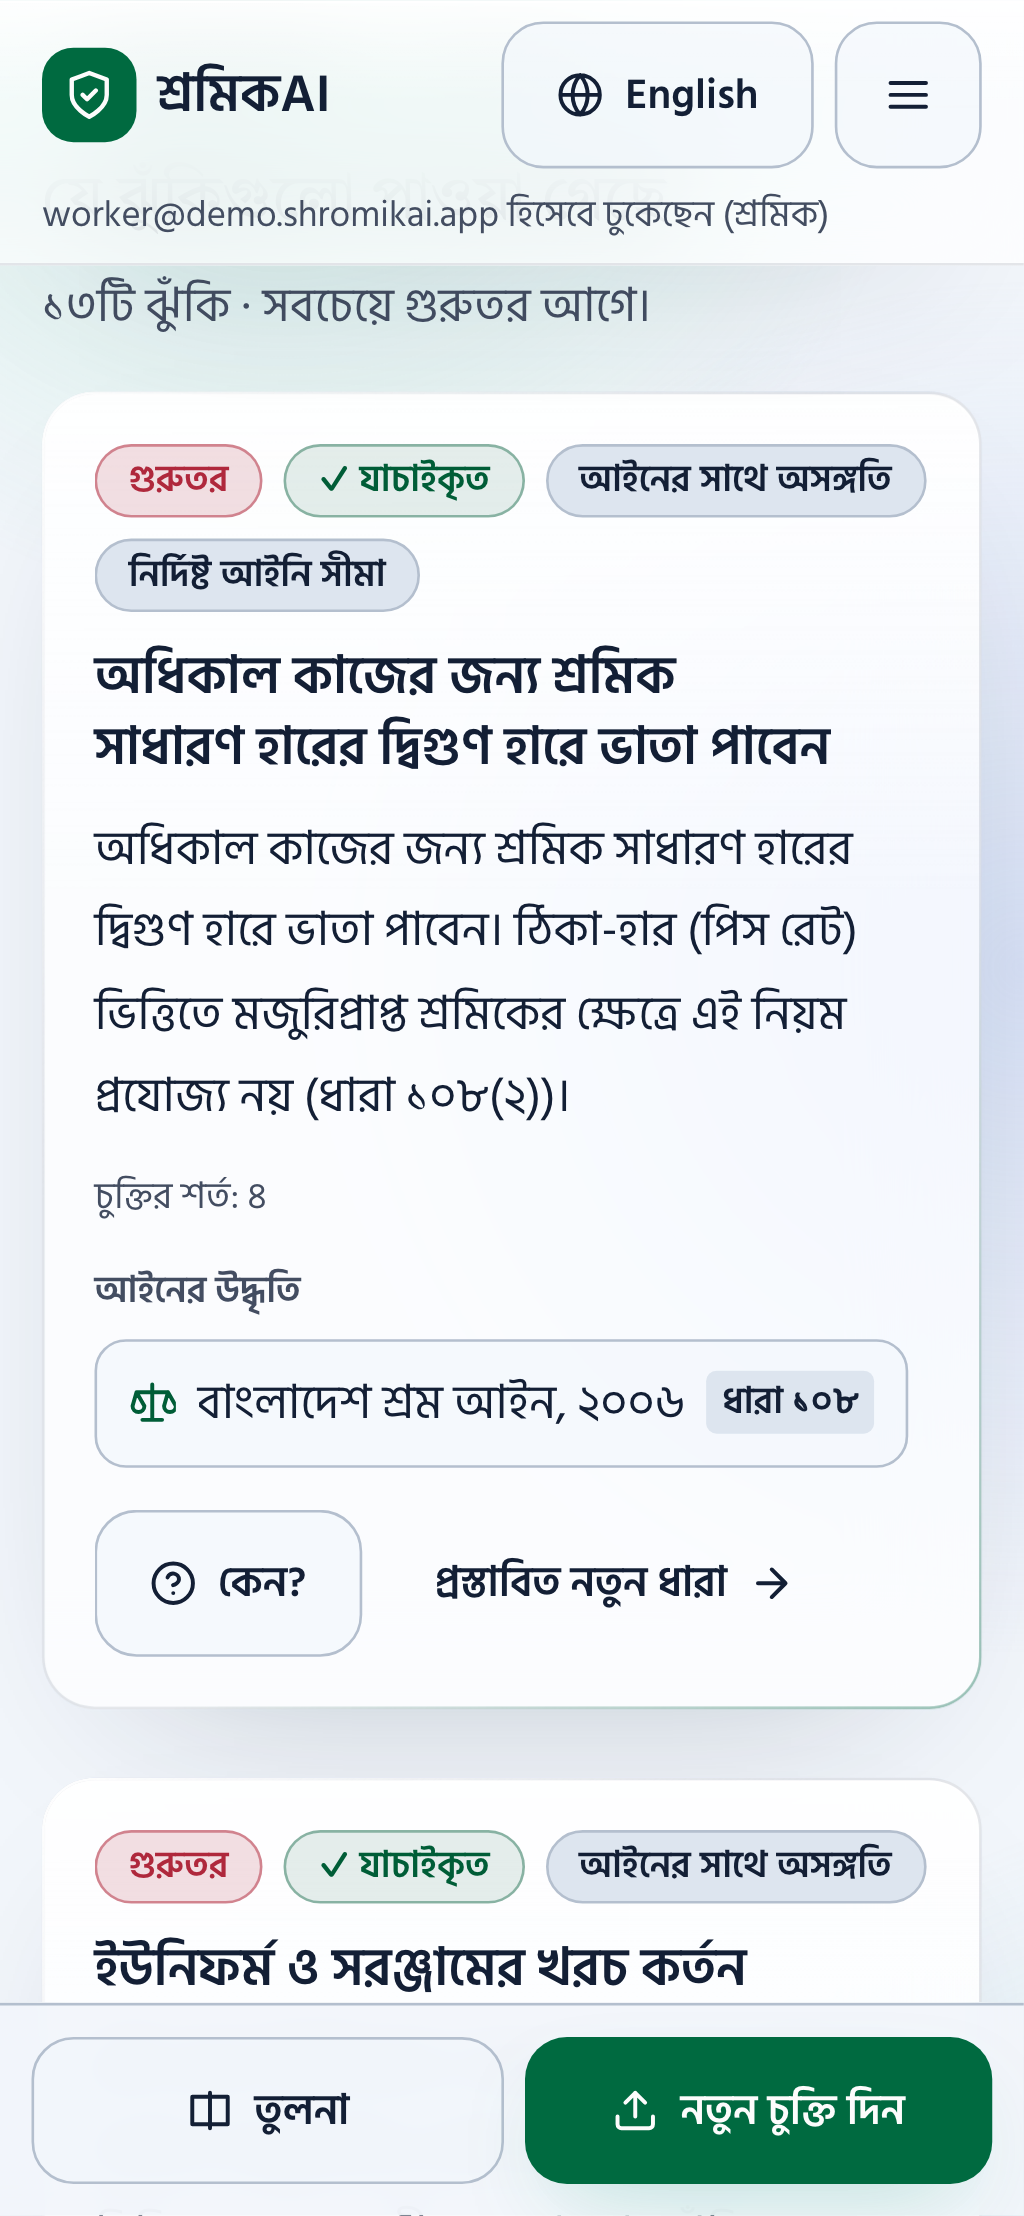 শ্রমিকAI
English
যে ঝুঁকিগুলো পাওয়া গেছে
worker@demo.shromikai.app হিসেবে ঢুকেছেন (শ্রমিক)
১৩টি ঝুঁকি · সবচেয়ে গুরুতর আগে।
গুরুতর
✓ যাচাইকৃত
আইনের সাথে অসঙ্গতি
নির্দিষ্ট আইনি সীমা
অধিকাল কাজের জন্য শ্রমিক
সাধারণ হারের দ্বিগুণ হারে ভাতা পাবেন
অধিকাল কাজের জন্য শ্রমিক সাধারণ হারের
দ্বিগুণ হারে ভাতা পাবেন। ঠিকা-হার (পিস রেট)
ভিত্তিতে মজুরিপ্রাপ্ত শ্রমিকের ক্ষেত্রে এই নিয়ম
প্রযোজ্য নয় (ধারা ১০৮(২))।
চুক্তির শর্ত: ৪
আইনের উদ্ধৃতি
বাংলাদেশ শ্রম আইন, ২০০৬ ধারা ১০৮
কেন?
প্রস্তাবিত নতুন ধারা →
গুরুতর
✓ যাচাইকৃত
আইনের সাথে অসঙ্গতি
ইউনিফর্ম ও সরঞ্জামের খরচ কর্তন
তুলনা
নতুন চুক্তি দিন